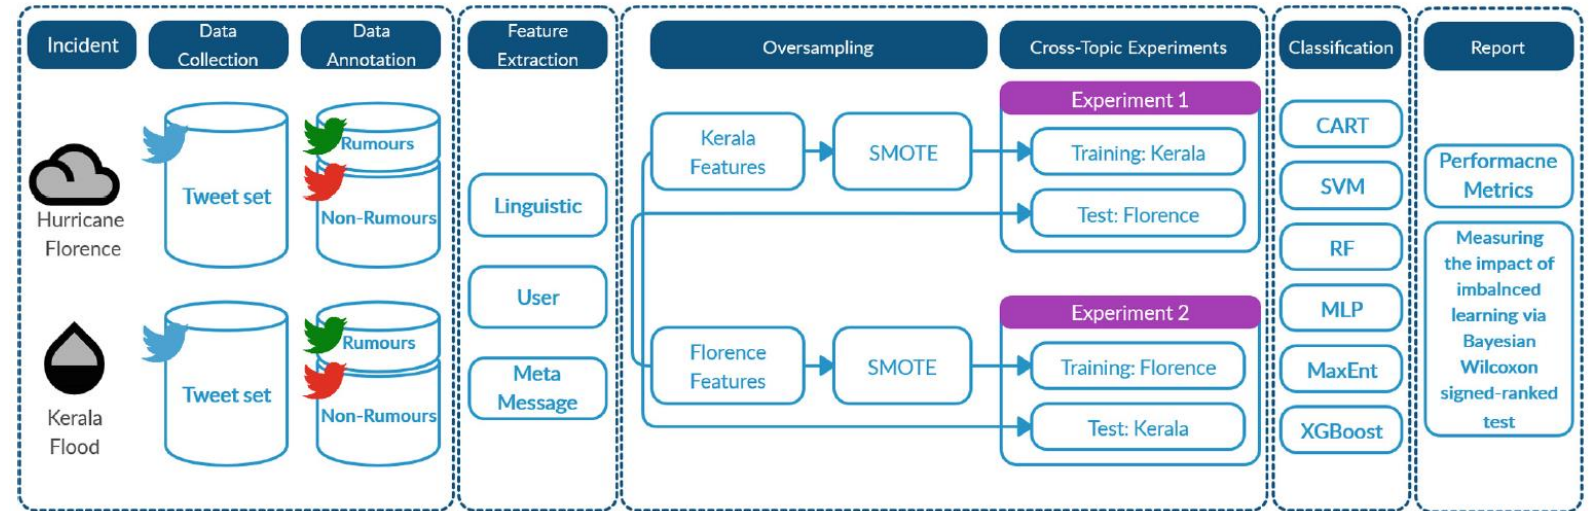 Incident
Data
Collection
Data
Annotation
Feature
Extraction
Oversampling
Cross-Topic Experiments
Classification
Report
Hurricane
Florence
Tweet set
Rumours
Non-Rumours
Kerala
Flood
Tweet set
Rumours
Non-Rumours
Linguistic
User
Meta
Message
Kerala
Features
SMOTE
Experiment 1
Training: Kerala
Test: Florence
Florence
Features
SMOTE
Experiment 2
Training: Florence
Test: Kerala
CART
SVM
RF
MLP
MaxEnt
XGBoost
Performacne
Metrics
Measuring
the impact of
imbalnced
learning via
Bayesian
Wilcoxon
signed-ranked
test